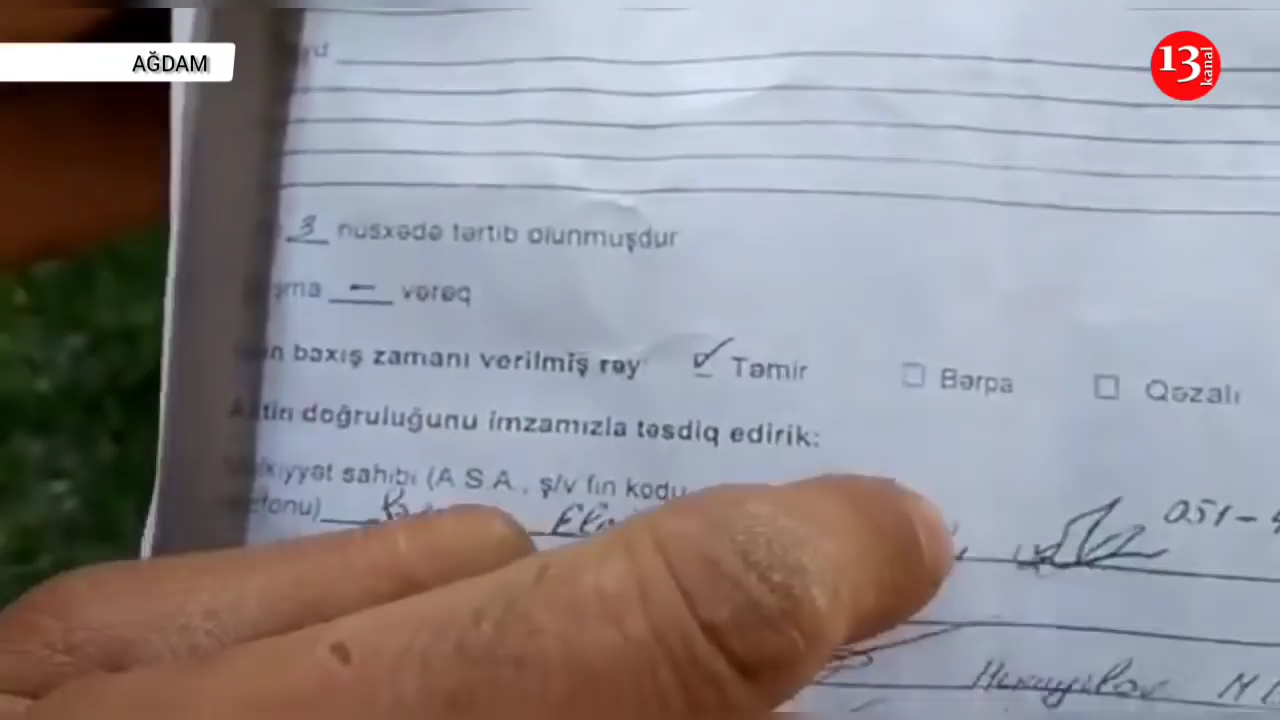 AĞDAM
13 kanal
3 nüsxədə tərtib olunmuşdur
vərəq
baxış zamanı verilmiş rəy ✓ Təmir ☐ Bərpa ☐ Qəzalı
doğruluğunu imzamızla təsdiq edirik:
sahibi (A S A , ş/v fin kodu
051-